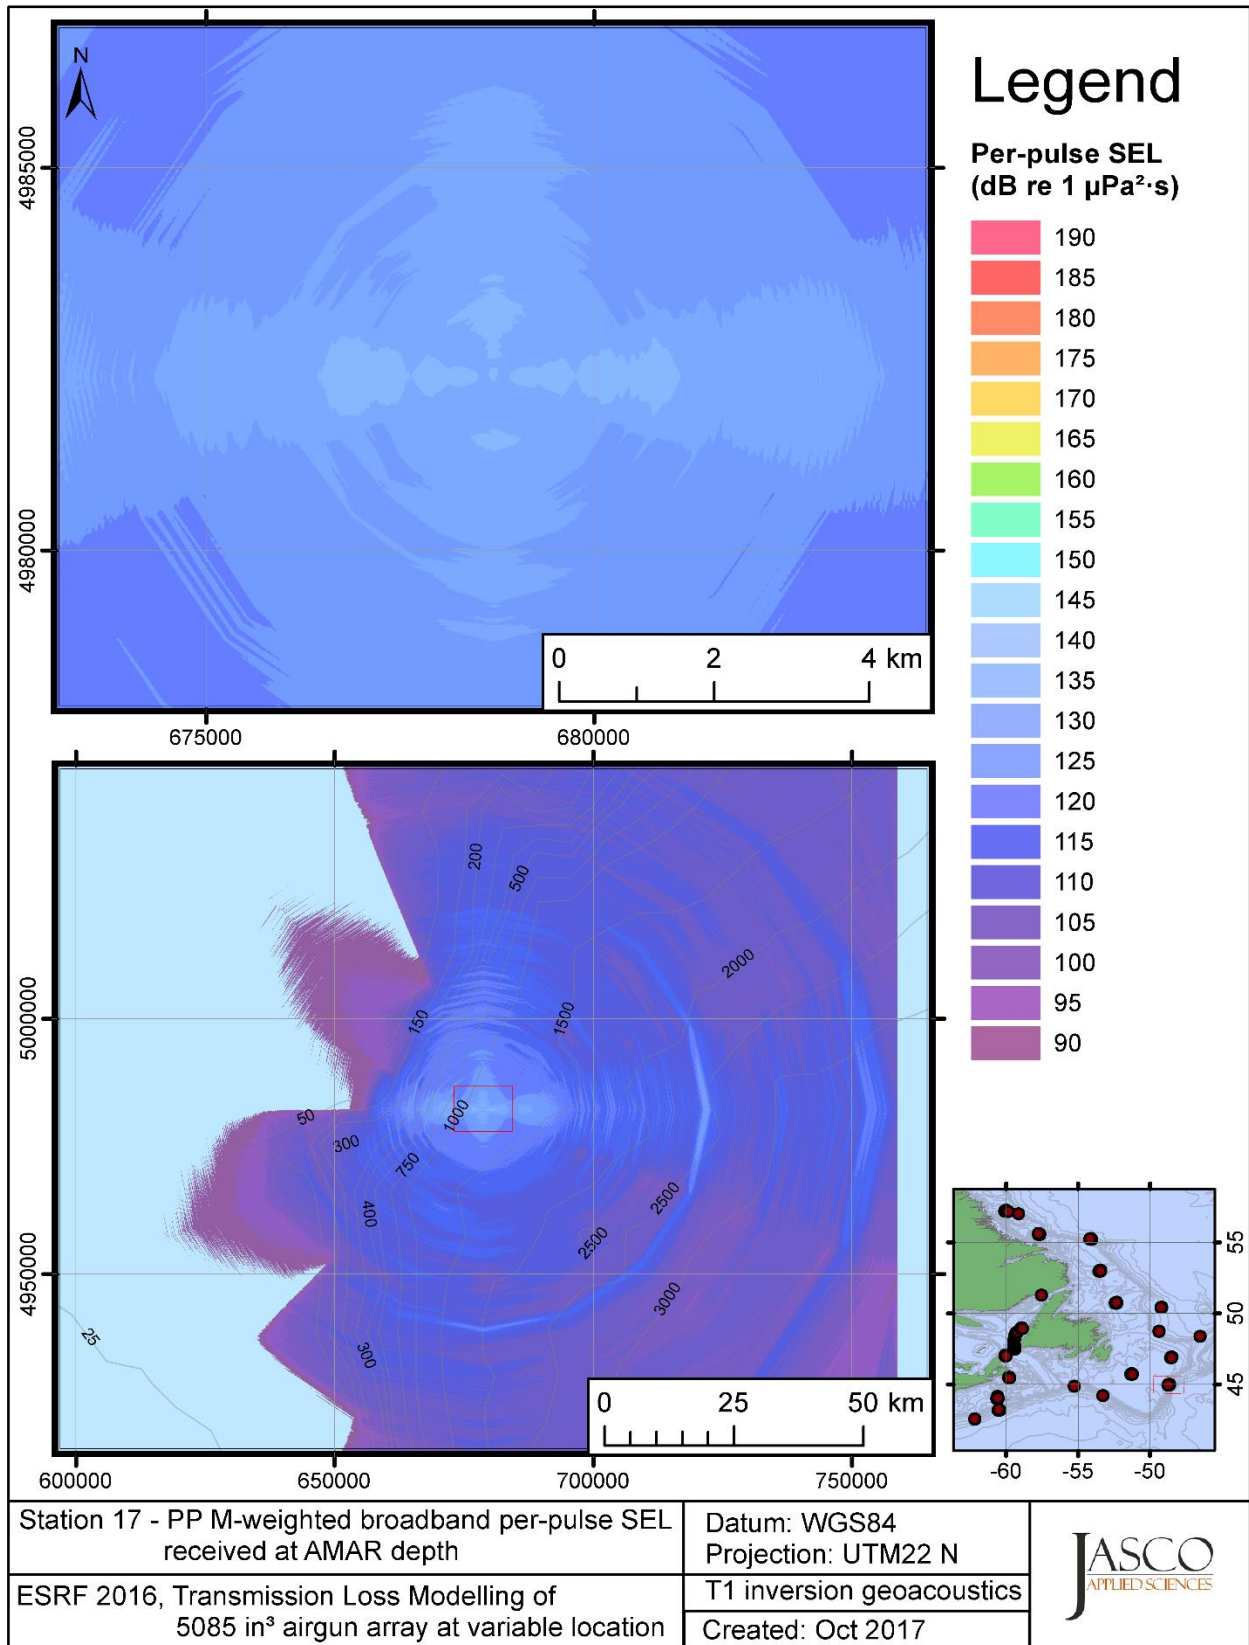 N
4985000
4980000
0 2 4 km
675000 680000
Legend
Per-pulse SEL
(dB re 1 µPa²·s)
190
185
180
175
170
165
160
155
150
145
140
135
130
125
120
115
110
105
100
95
90
5000000
4950000
200
500
2000
150
1500
50
1000
300
750
400
2500
2500
3000
25
300
0 25 50 km
600000 650000 700000 750000
55
50
45
-60 -55 -50
Station 17 - PP M-weighted broadband per-pulse SEL
received at AMAR depth
ESRF 2016, Transmission Loss Modelling of
5085 in³ airgun array at variable location
Datum: WGS84
Projection: UTM22 N
T1 inversion geoacoustics
Created: Oct 2017
JASCO
APPLIED SCIENCES